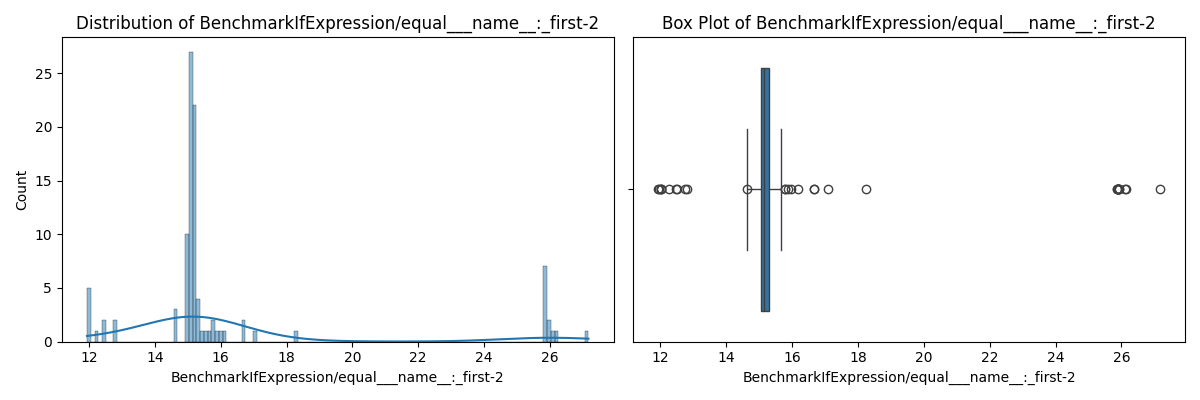 Distribution of BenchmarkIfExpression/equal___name__:_first-2
Box Plot of BenchmarkIfExpression/equal___name__:_first-2
Count
25
20
15
10
5
0
12 14 16 18 20 22 24 26
12 14 16 18 20 22 24 26
BenchmarkIfExpression/equal___name__:_first-2
BenchmarkIfExpression/equal___name__:_first-2